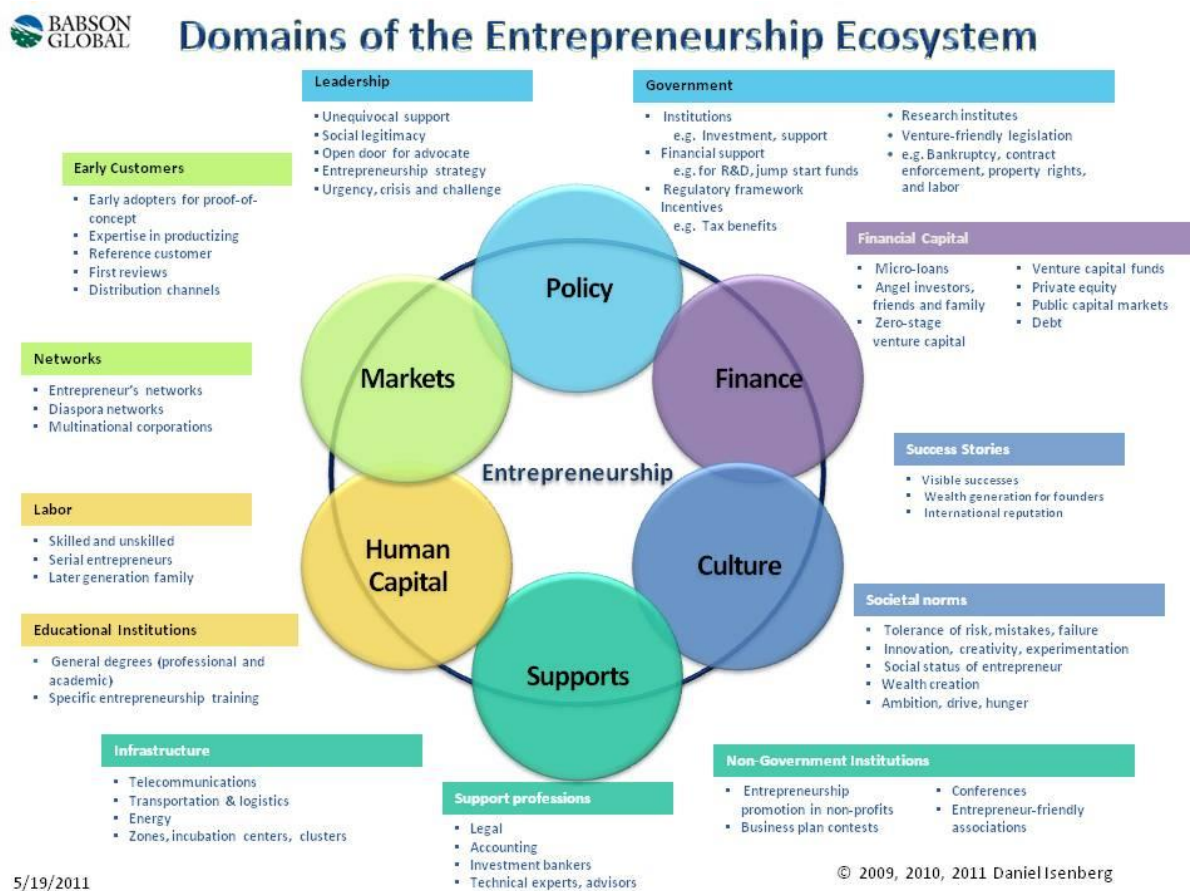 BABSON
GLOBAL
Domains of the Entrepreneurship Ecosystem
Leadership
Unequivocal support
Social legitimacy
Open door for advocate
Entrepreneurship strategy
Urgency, crisis and challenge
Government
Institutions
e.g. Investment, support
Financial support
e.g. for R&D, jump start funds
Regulatory framework
Incentives
e.g. Tax benefits
Research institutes
Venture-friendly legislation
e.g. Bankruptcy, contract
enforcement, property rights,
and labor
Early Customers
Early adopters for proof-of-
concept
Expertise in productizing
Reference customer
First reviews
Distribution channels
Financial Capital
Micro-loans
Angel investors,
friends and family
Zero-stage
venture capital
Venture capital funds
Private equity
Public capital markets
Debt
Networks
Entrepreneur's networks
Diaspora networks
Multinational corporations
Policy
Markets
Finance
Entrepreneurship
Human
Capital
Culture
Supports
Success Stories
Visible successes
Wealth generation for founders
International reputation
Labor
Skilled and unskilled
Serial entrepreneurs
Later generation family
Societal norms
Tolerance of risk, mistakes, failure
Innovation, creativity, experimentation
Social status of entrepreneur
Wealth creation
Ambition, drive, hunger
Educational Institutions
General degrees (professional and
academic)
Specific entrepreneurship training
Infrastructure
Telecommunications
Transportation & logistics
Energy
Zones, incubation centers, clusters
Support professions
Legal
Accounting
Investment bankers
Technical experts, advisors
Non-Government Institutions
Entrepreneurship
promotion in non-profits
Business plan contests
Conferences
Entrepreneur-friendly
associations
5/19/2011
© 2009, 2010, 2011 Daniel Isenberg